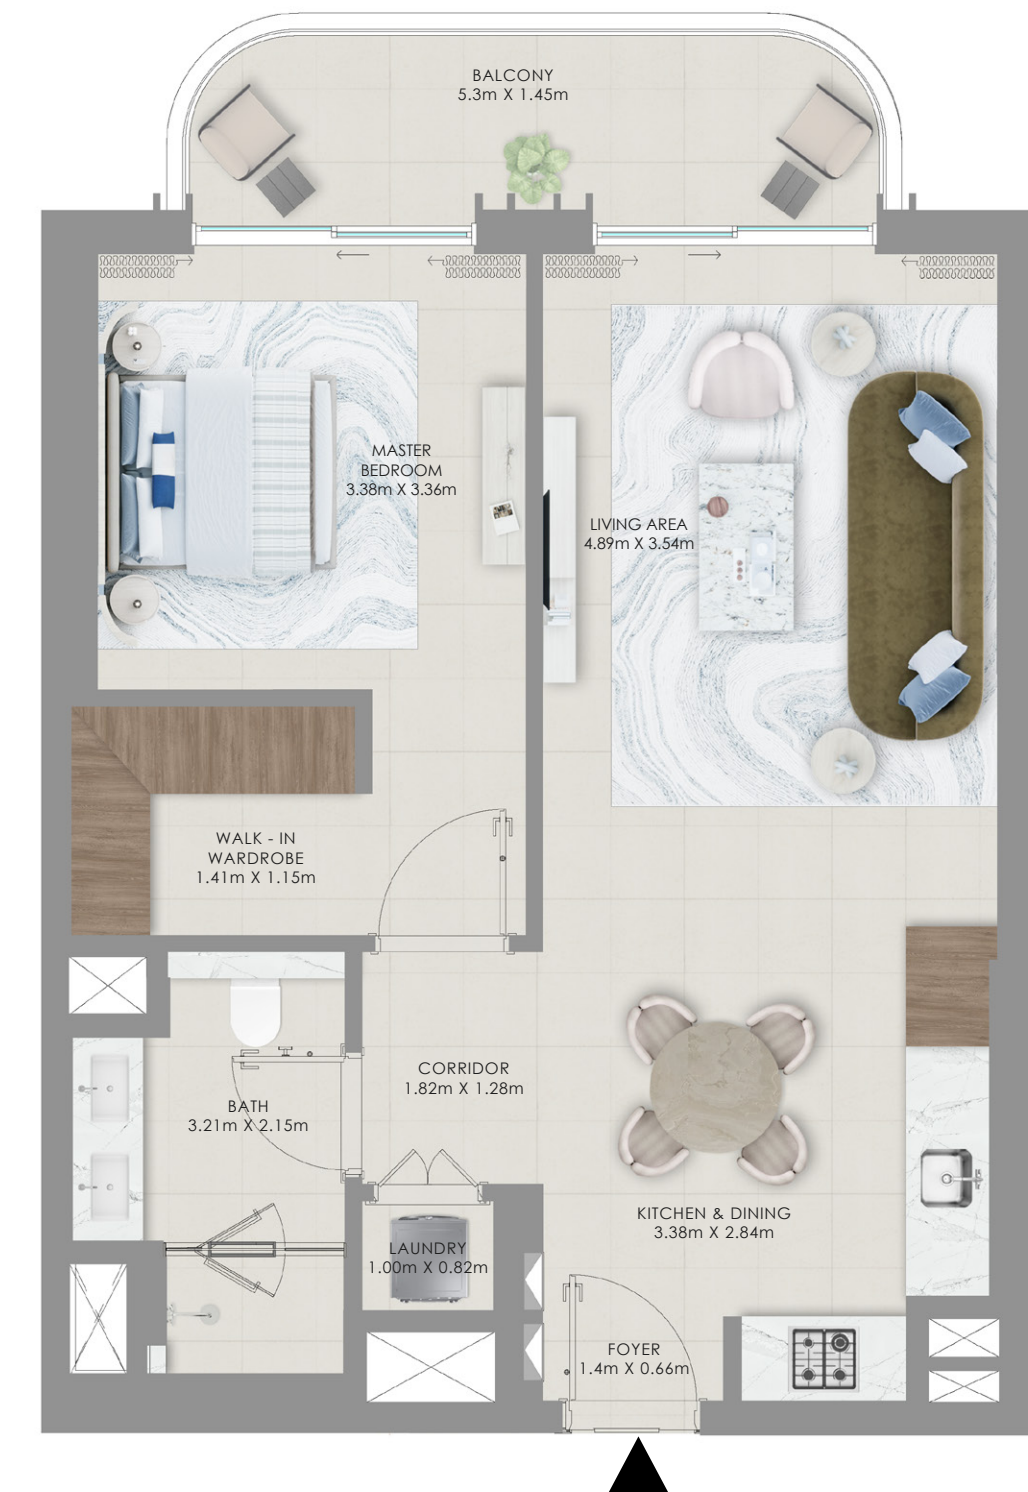 BALCONY
5.3m X 1.45m
MASTER
BEDROOM
3.38m X 3.36m
LIVING AREA
4.89m X 3.54m
WALK - IN
WARDROBE
1.41m X 1.15m
CORRIDOR
1.82m X 1.28m
BATH
3.21m X 2.15m
KITCHEN & DINING
3.38m X 2.84m
LAUNDRY
1.00m X 0.82m
FOYER
1.4m X 0.66m